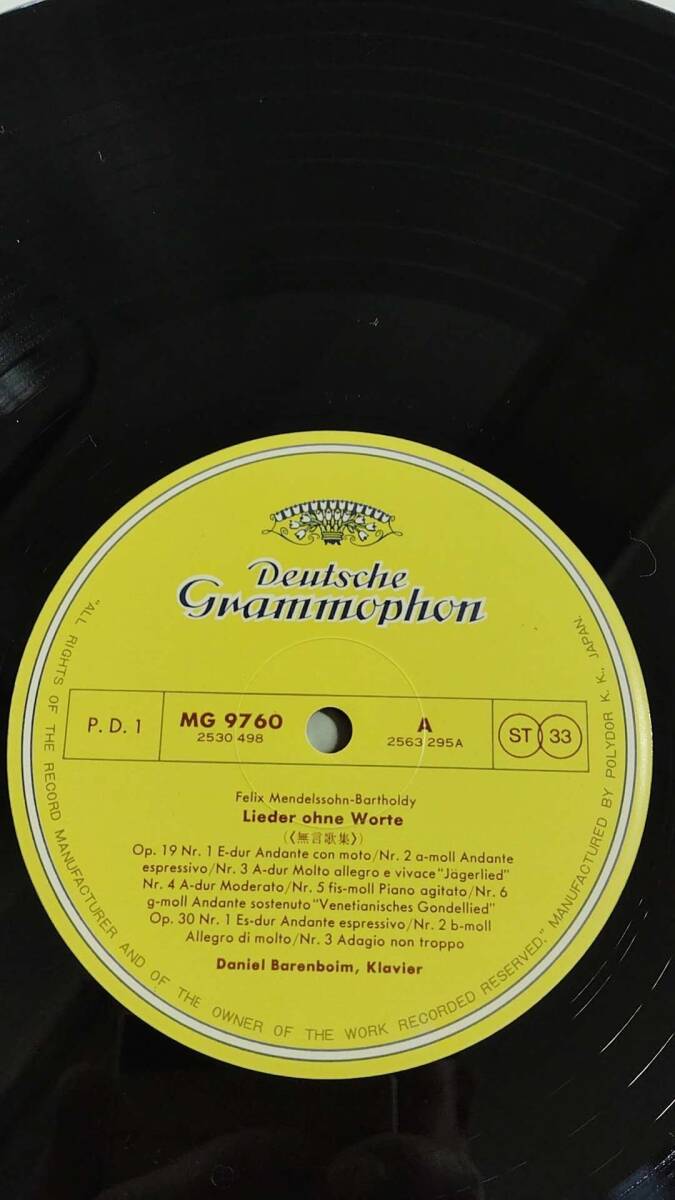 Deutsche
Grammophon
P. D. 1
MG 9760
2530 498
A
2563 295A
ST 33
Felix Mendelssohn-Bartholdy
Lieder ohne Worte
(〈無言歌集〉)
Op. 19 Nr. 1 E-dur Andante con moto/Nr. 2 a-moll Andante
espressivo/Nr. 3 A-dur Molto allegro e vivace "Jägerlied"
Nr. 4 A-dur Moderato/Nr. 5 fis-moll Piano agitato/Nr. 6
g-moll Andante sostenuto "Venetianisches Gondellied"
Op. 30 Nr. 1 Es-dur Andante espressivo/Nr. 2 b-moll
Allegro di molto/Nr. 3 Adagio non troppo
Daniel Barenboim, Klavier
"ALL RIGHTS OF THE RECORD MANUFACTURER AND OF THE OWNER OF THE WORK RECORDED RESERVED." MANUFACTURED BY POLYDOR K. K., JAPAN.